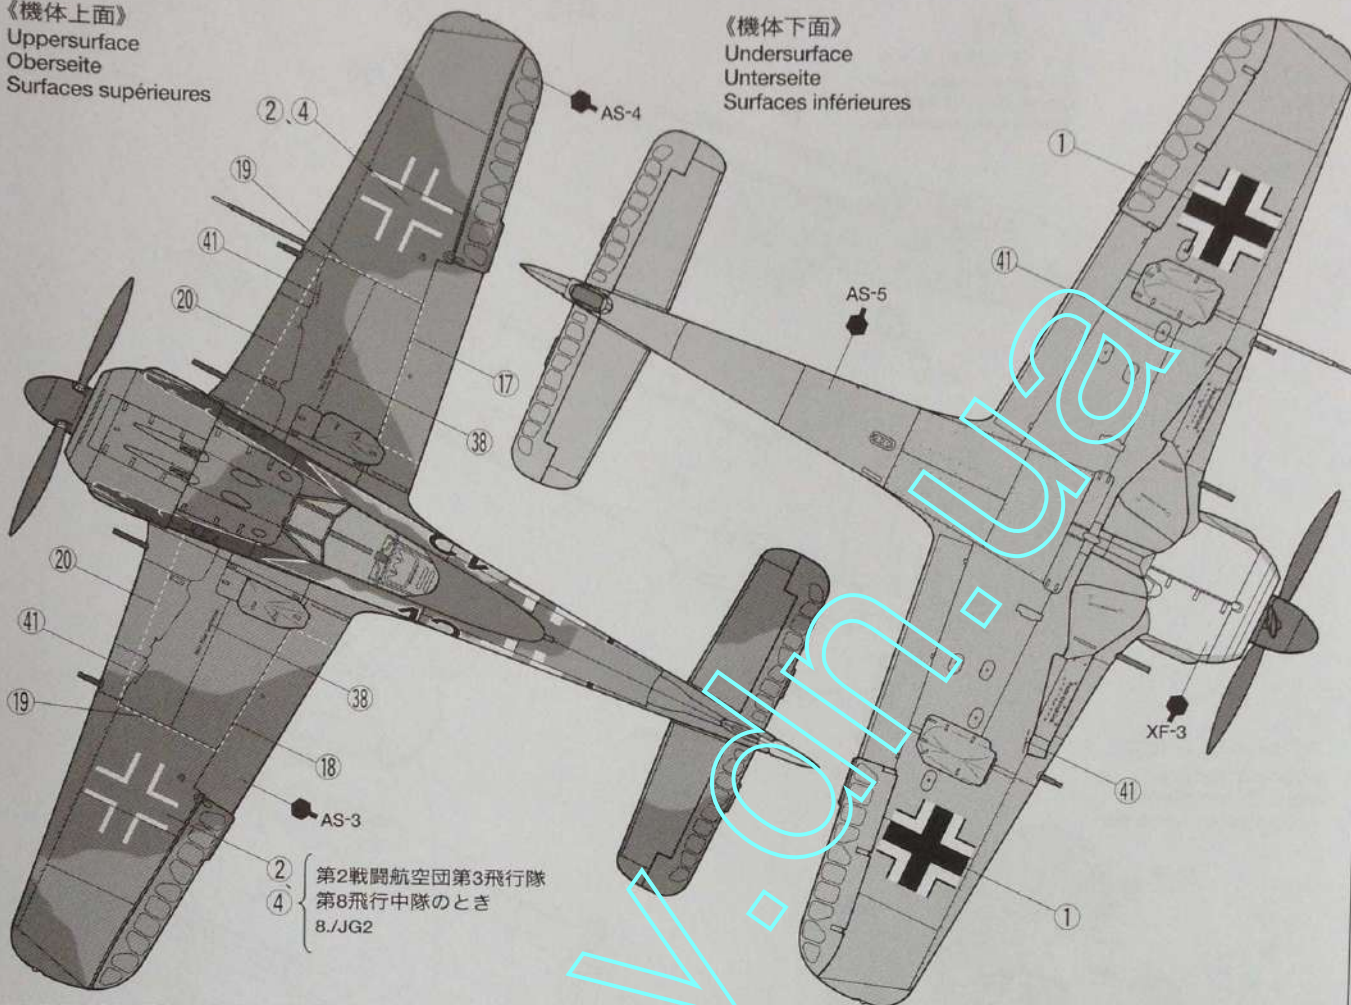 《機体上面》
Uppersurface
Oberseite
Surfaces supérieures
《機体下面》
Undersurface
Unterseite
Surfaces inférieures
AS-4
②、④
①
⑲
㊶
㊶
⑳
AS-5
⑰
㊳
⑳
㊶
㊳
⑲
XF-3
⑱
㊶
AS-3
②、④
第2戦闘航空団第3飛行隊
第8飛行中隊のとき
8./JG2
①
y.dn.ua